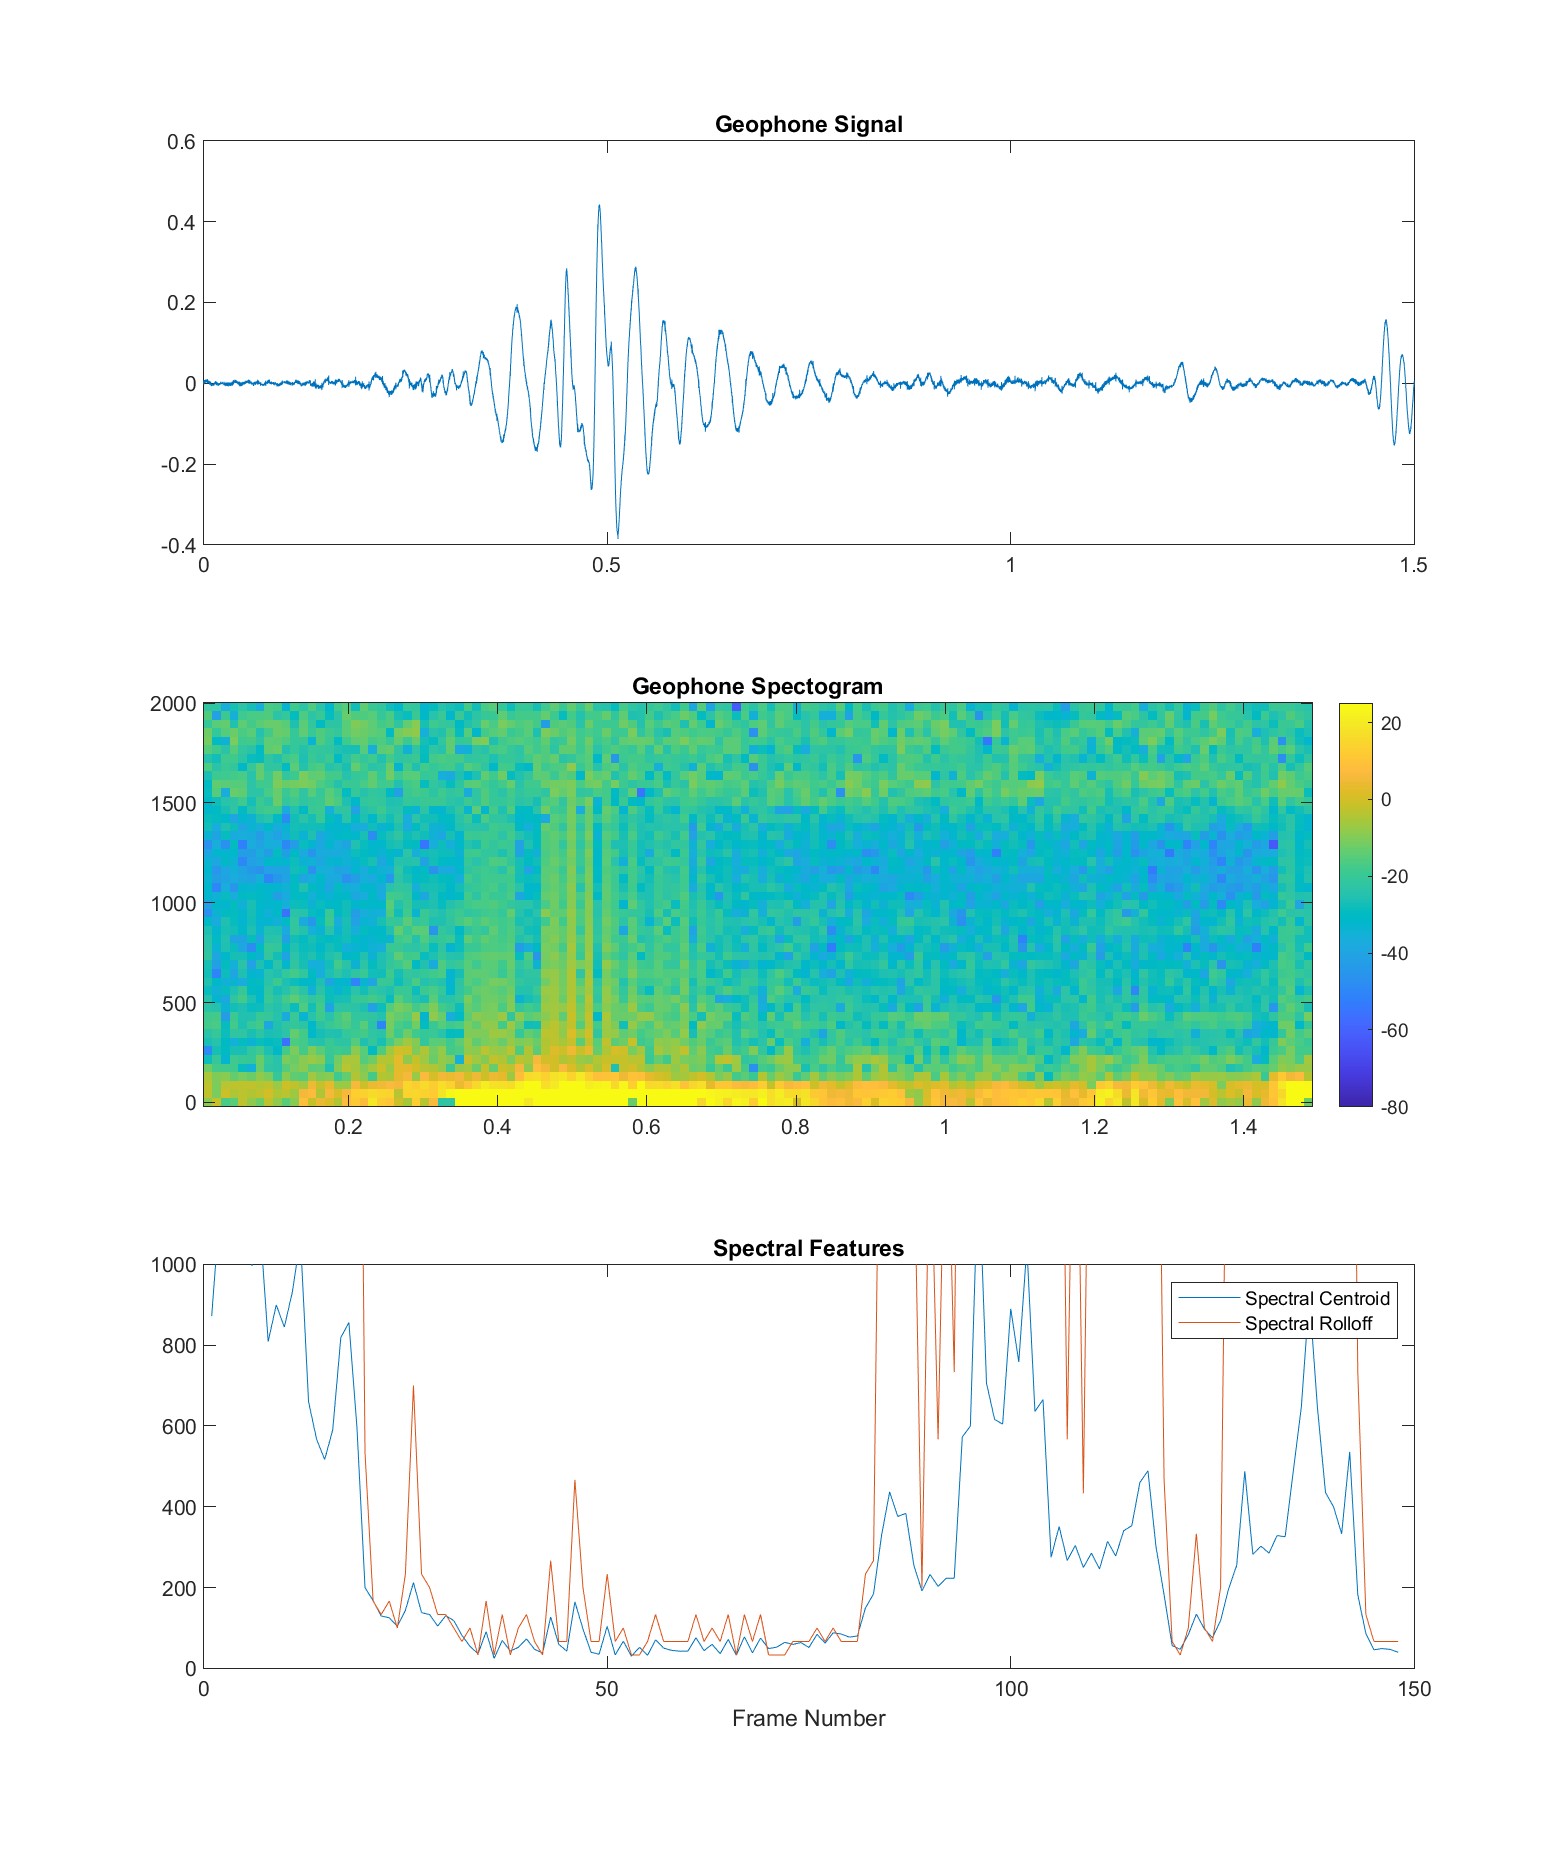 Geophone Signal
0.6
0.4
0.2
0
-0.2
-0.4
0 0.5 1 1.5
Geophone Spectogram
2000
1500
1000
500
0
0.2 0.4 0.6 0.8 1 1.2 1.4
20
0
-20
-40
-60
-80
Spectral Features
1000
800
600
400
200
0
Spectral Centroid
Spectral Rolloff
0 50 100 150
Frame Number